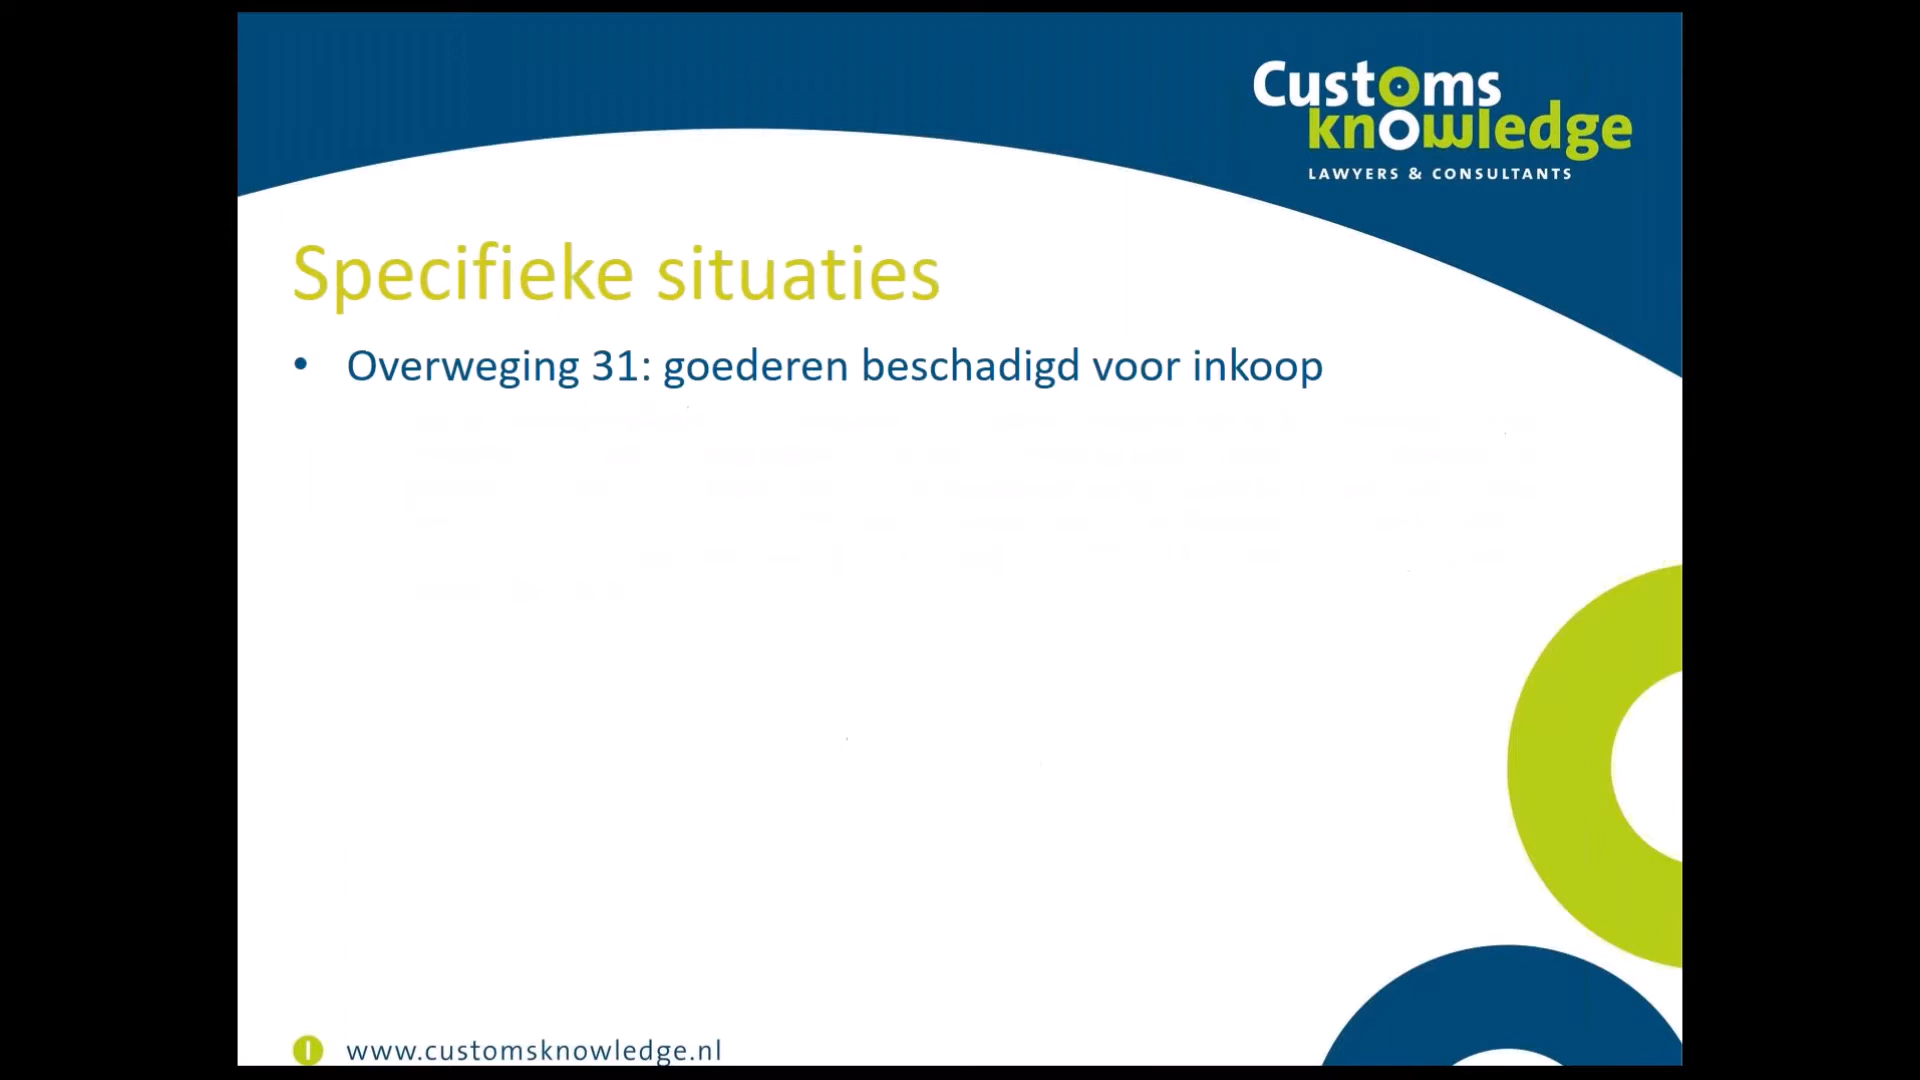 Customs
knowledge
LAWYERS & CONSULTANTS
Specifieke situaties
• Overweging 31: goederen beschadigd voor inkoop
www.customsknowledge.nl